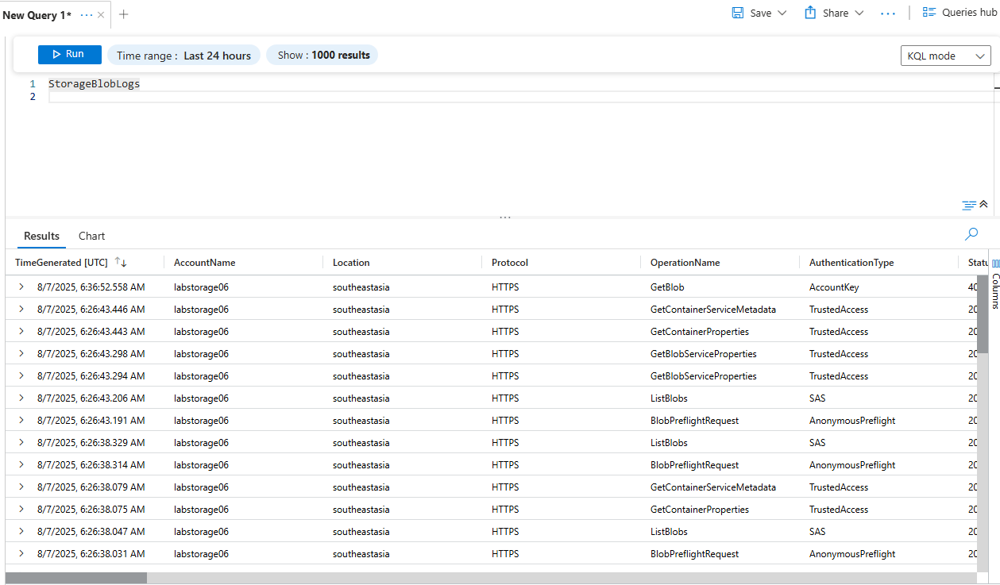 New Query 1* ··· × +
Save Share ··· Queries hub
Run Time range : Last 24 hours Show : 1000 results KQL mode
1 StorageBlobLogs
2
Results Chart
TimeGenerated [UTC] AccountName Location Protocol OperationName AuthenticationType Statu
Columns
8/7/2025, 6:36:52.558 AM labstorage06 southeastasia HTTPS GetBlob AccountKey 40
8/7/2025, 6:26:43.446 AM labstorage06 southeastasia HTTPS GetContainerServiceMetadata TrustedAccess 20
8/7/2025, 6:26:43.443 AM labstorage06 southeastasia HTTPS GetContainerProperties TrustedAccess 20
8/7/2025, 6:26:43.298 AM labstorage06 southeastasia HTTPS GetBlobServiceProperties TrustedAccess 20
8/7/2025, 6:26:43.294 AM labstorage06 southeastasia HTTPS GetBlobServiceProperties TrustedAccess 20
8/7/2025, 6:26:43.206 AM labstorage06 southeastasia HTTPS ListBlobs SAS 20
8/7/2025, 6:26:43.191 AM labstorage06 southeastasia HTTPS BlobPreflightRequest AnonymousPreflight 20
8/7/2025, 6:26:38.329 AM labstorage06 southeastasia HTTPS ListBlobs SAS 20
8/7/2025, 6:26:38.314 AM labstorage06 southeastasia HTTPS BlobPreflightRequest AnonymousPreflight 20
8/7/2025, 6:26:38.079 AM labstorage06 southeastasia HTTPS GetContainerServiceMetadata TrustedAccess 20
8/7/2025, 6:26:38.075 AM labstorage06 southeastasia HTTPS GetContainerProperties TrustedAccess 20
8/7/2025, 6:26:38.047 AM labstorage06 southeastasia HTTPS ListBlobs SAS 20
8/7/2025, 6:26:38.031 AM labstorage06 southeastasia HTTPS BlobPreflightRequest AnonymousPreflight 20